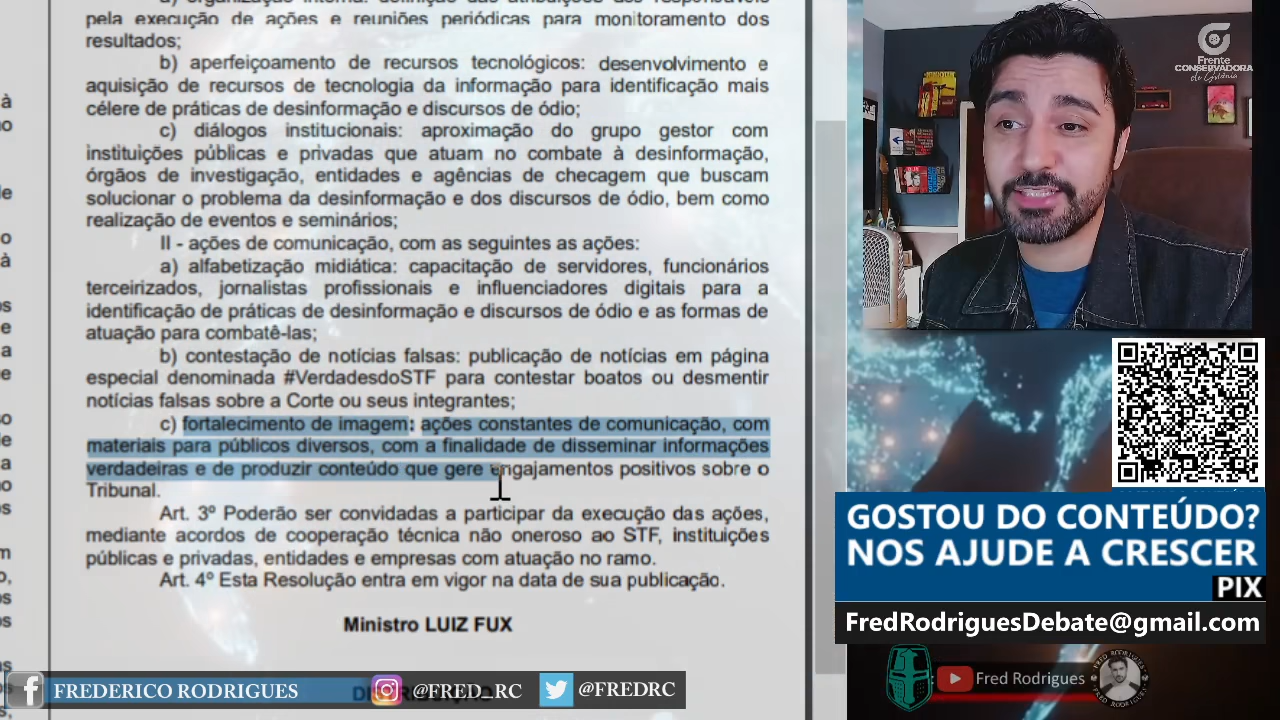 a) organização interna: definição das atribuições dos responsáveis
pela execução de ações e reuniões periódicas para monitoramento dos
resultados;
b) aperfeiçoamento de recursos tecnológicos: desenvolvimento e
aquisição de recursos de tecnologia da informação para identificação mais
célere de práticas de desinformação e discursos de ódio;
c) diálogos institucionais: aproximação do grupo gestor com
instituições públicas e privadas que atuam no combate à desinformação,
órgãos de investigação, entidades e agências de checagem que buscam
solucionar o problema da desinformação e dos discursos de ódio, bem como
realização de eventos e seminários;
II - ações de comunicação, com as seguintes as ações:
a) alfabetização midiática: capacitação de servidores, funcionários
terceirizados, jornalistas profissionais e influenciadores digitais para a
identificação de práticas de desinformação e discursos de ódio e as formas de
atuação para combatê-las;
b) contestação de notícias falsas: publicação de notícias em página
especial denominada #VerdadesdoSTF para contestar boatos ou desmentir
notícias falsas sobre a Corte ou seus integrantes;
c) fortalecimento de imagem: ações constantes de comunicação, com
materiais para públicos diversos, com a finalidade de disseminar informações
verdadeiras e de produzir conteúdo que gere engajamentos positivos sobre o
Tribunal.
Art. 3º Poderão ser convidadas a participar da execução das ações,
mediante acordos de cooperação técnica não oneroso ao STF, instituições
públicas e privadas, entidades e empresas com atuação no ramo.
Art. 4º Esta Resolução entra em vigor na data de sua publicação.
Ministro LUIZ FUX
FREDERICO RODRIGUES
@FRED_RC
@FREDRC
Frente
CONSERVADORA
de Goiânia
GOSTOU DO CONTEÚDO?
NOS AJUDE A CRESCER
PIX
FredRodriguesDebate@gmail.com
Fred Rodrigues
FRED RODRIGUES